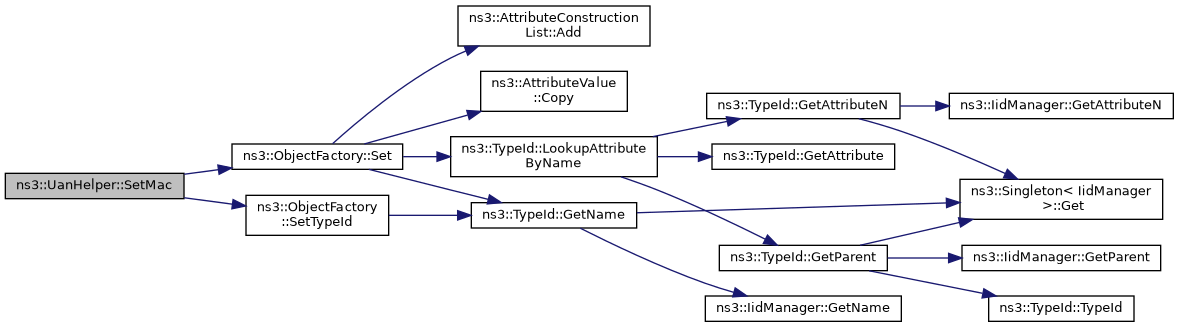 ns3::UanHelper::SetMac
ns3::ObjectFactory::Set
ns3::ObjectFactory
::SetTypeId
ns3::AttributeConstruction
List::Add
ns3::AttributeValue
::Copy
ns3::TypeId::LookupAttribute
ByName
ns3::TypeId::GetName
ns3::TypeId::GetAttributeN
ns3::TypeId::GetAttribute
ns3::TypeId::GetParent
ns3::IidManager::GetName
ns3::IidManager::GetAttributeN
ns3::Singleton< IidManager
>::Get
ns3::IidManager::GetParent
ns3::TypeId::TypeId